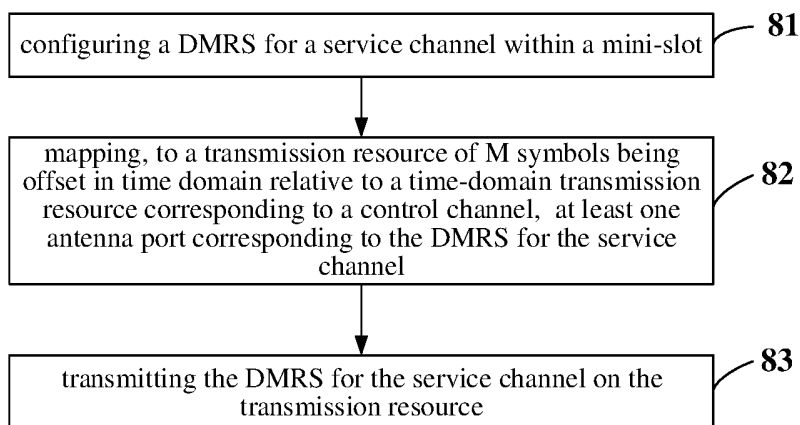 configuring a DMRS for a service channel within a mini-slot
81
mapping, to a transmission resource of M symbols being
offset in time domain relative to a time-domain transmission
resource corresponding to a control channel, at least one
antenna port corresponding to the DMRS for the service
channel
82
transmitting the DMRS for the service channel on the
transmission resource
83